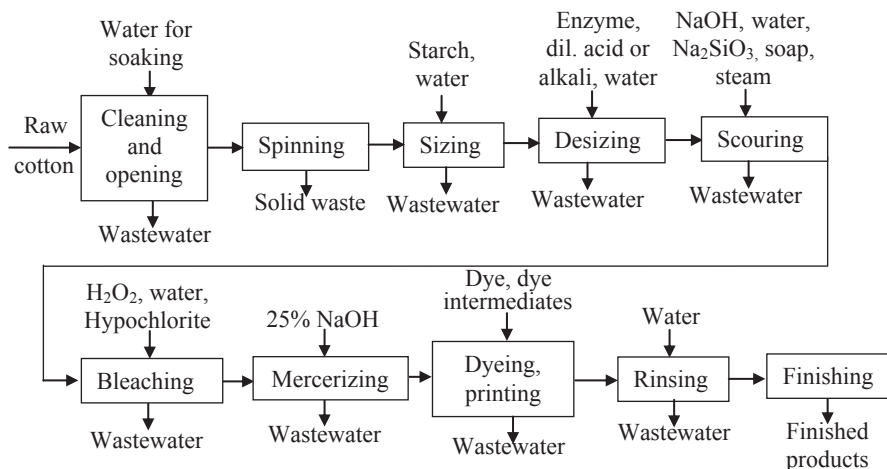 Water for
soaking
Raw
cotton
Cleaning
and
opening
Wastewater
Spinning
Solid waste
Starch,
water
Sizing
Wastewater
Enzyme,
dil. acid or
alkali, water
Desizing
Wastewater
NaOH, water,
Na₂SiO₃, soap,
steam
Scouring
Wastewater
H₂O₂, water,
Hypochlorite
Bleaching
Wastewater
25% NaOH
Mercerizing
Wastewater
Dye, dye
intermediates
Dyeing,
printing
Wastewater
Water
Rinsing
Wastewater
Finishing
Finished
products